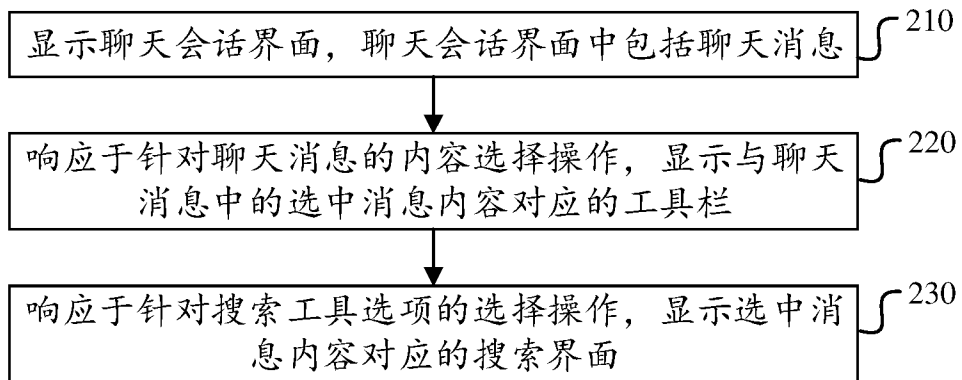 显示聊天会话界面，聊天会话界面中包括聊天消息
210
响应于针对聊天消息的内容选择操作，显示与聊天
消息中的选中消息内容对应的工具栏
220
响应于针对搜索工具选项的选择操作，显示选中消
息内容对应的搜索界面
230